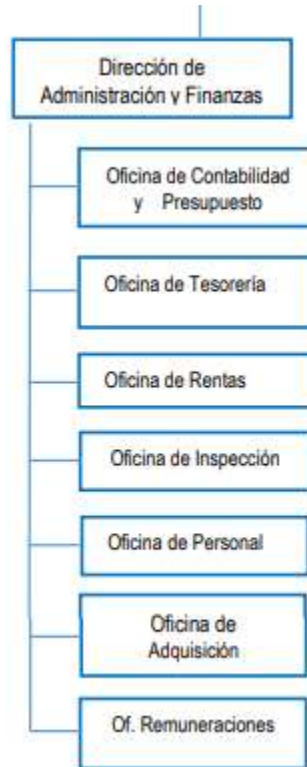 Dirección de
Administración y Finanzas
Oficina de Contabilidad
y Presupuesto
Oficina de Tesorería
Oficina de Rentas
Oficina de Inspección
Oficina de Personal
Oficina de
Adquisición
Of. Remuneraciones